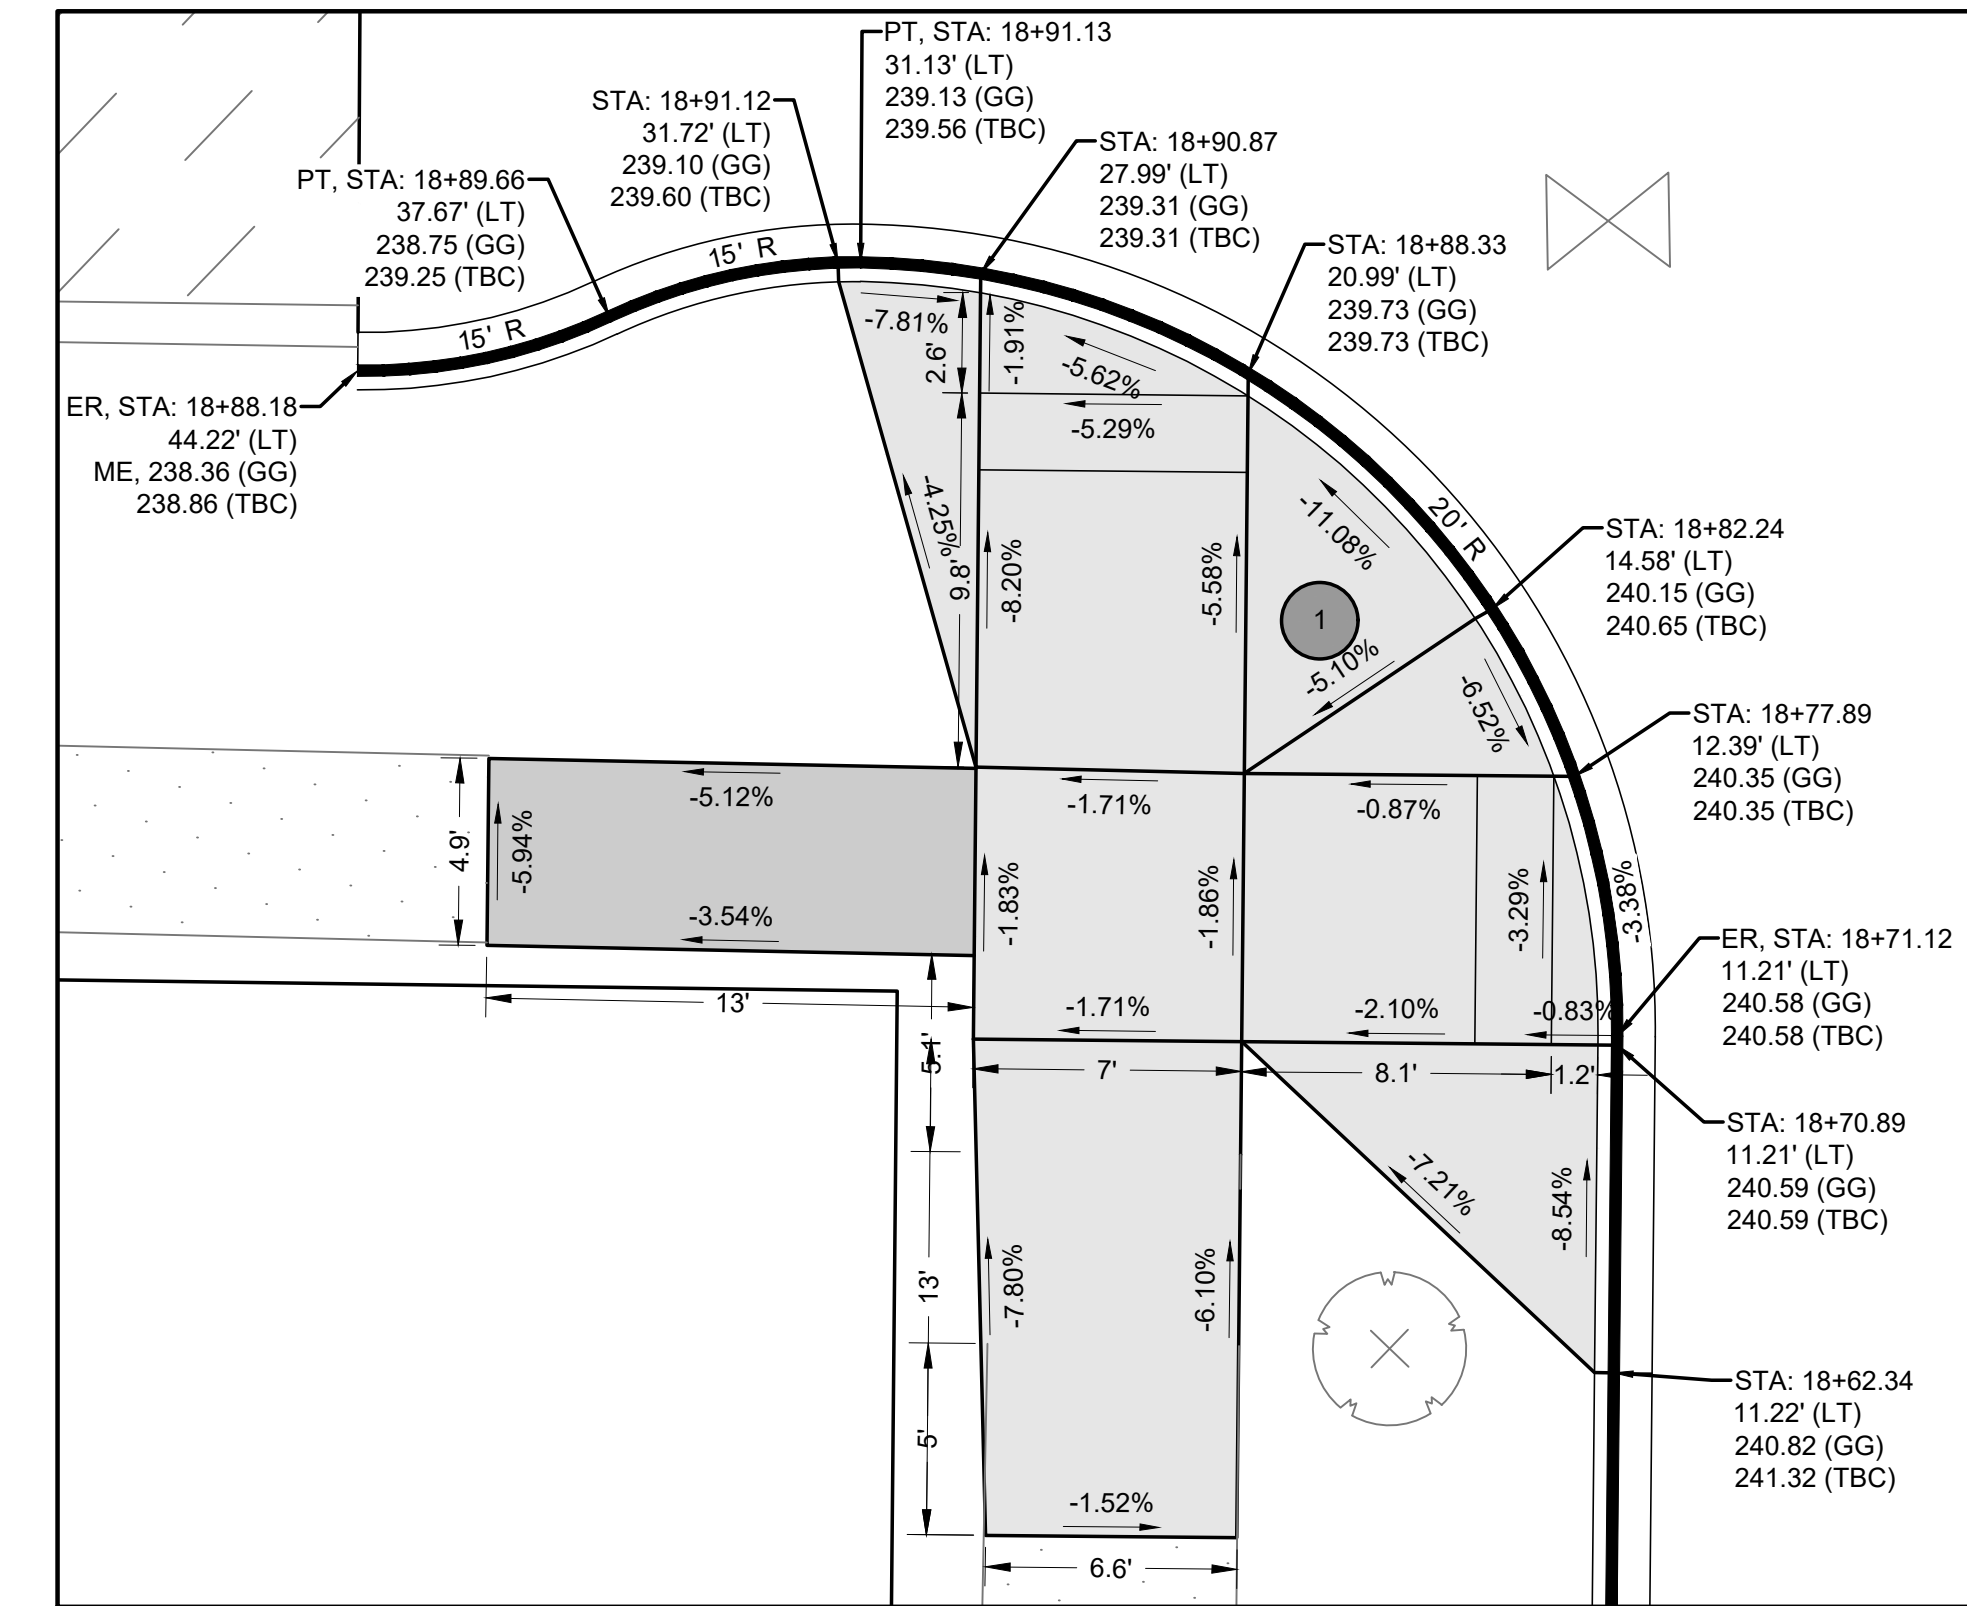 PT, STA: 18+91.13
31.13' (LT)
239.13 (GG)
239.56 (TBC)
STA: 18+91.12
31.72' (LT)
239.10 (GG)
239.60 (TBC)
STA: 18+90.87
27.99' (LT)
239.31 (GG)
239.31 (TBC)
PT, STA: 18+89.66
37.67' (LT)
238.75 (GG)
239.25 (TBC)
STA: 18+88.33
20.99' (LT)
239.73 (GG)
239.73 (TBC)
15' R
15' R
ER, STA: 18+88.18
44.22' (LT)
ME, 238.36 (GG)
238.86 (TBC)
-7.81%
2.6'
-1.91%
-5.62%
-5.29%
-4.25%
9.8'
-8.20%
-5.58%
-11.08%
20' R
1
-5.10%
-6.52%
STA: 18+82.24
14.58' (LT)
240.15 (GG)
240.65 (TBC)
STA: 18+77.89
12.39' (LT)
240.35 (GG)
240.35 (TBC)
-5.12%
-1.71%
-0.87%
4.9'
-5.94%
-3.54%
-1.83%
-1.86%
-3.29%
-3.38%
ER, STA: 18+71.12
11.21' (LT)
240.58 (GG)
240.58 (TBC)
13'
-1.71%
-2.10%
-0.83%
5.1'
7'
8.1'
1.2'
STA: 18+70.89
11.21' (LT)
240.59 (GG)
240.59 (TBC)
-7.21%
-8.54%
13'
-7.80%
-6.10%
STA: 18+62.34
11.22' (LT)
240.82 (GG)
241.32 (TBC)
5'
-1.52%
6.6'